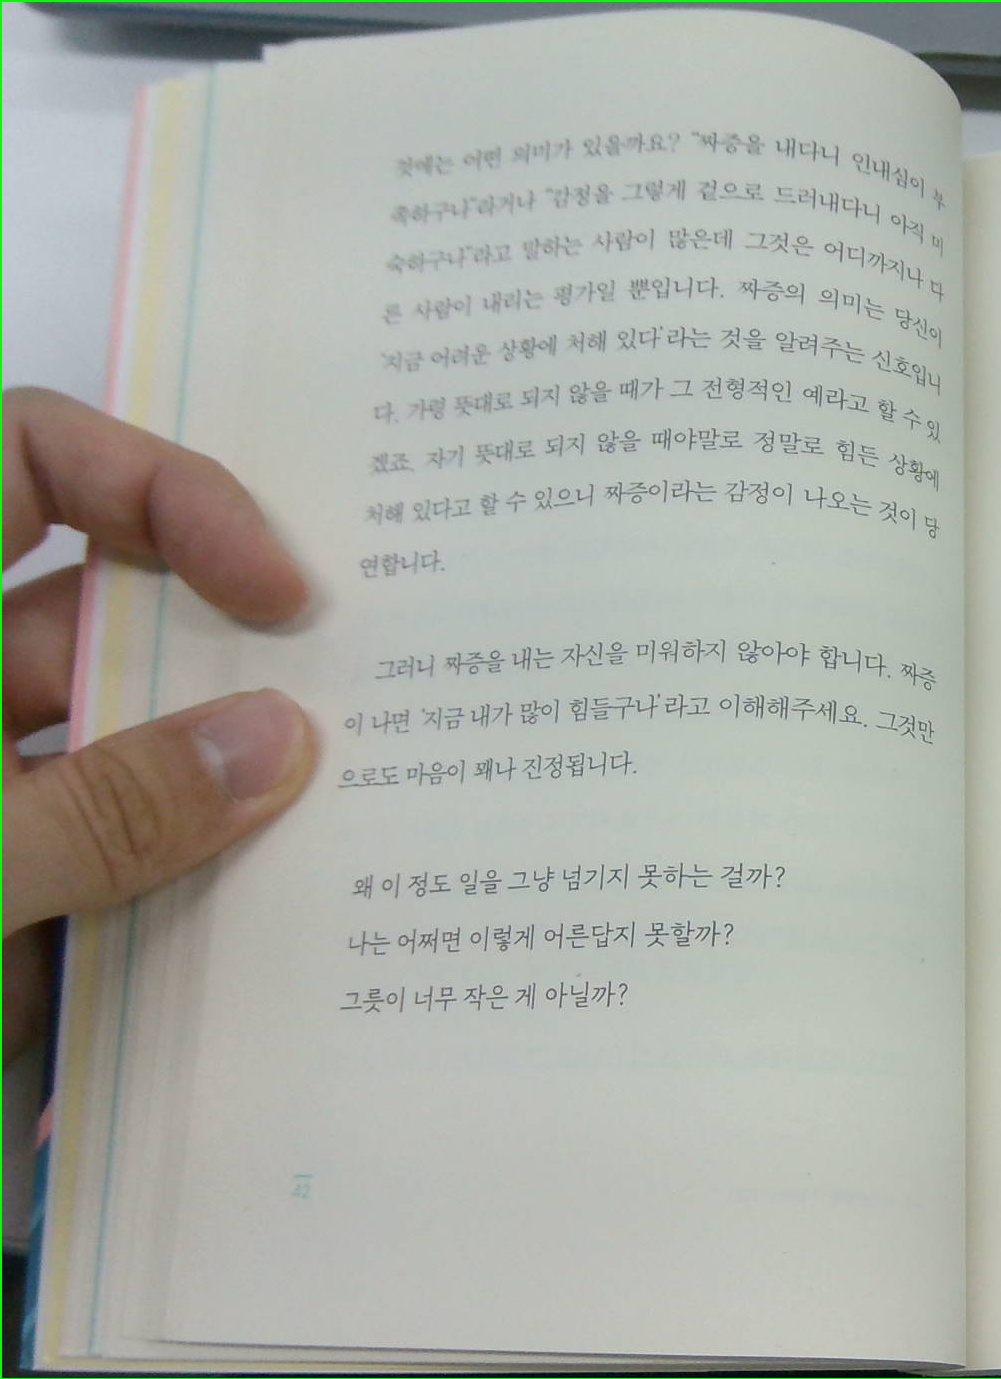 것에는 어떤 의미가 있을까요? "짜증을 내다니 인내심이 부
족하구나"라거나 "감정을 그렇게 겉으로 드러내다니 아직 미
숙하구나"라고 말하는 사람이 많은데 그것은 어디까지나 다
른 사람이 내리는 평가일 뿐입니다. 짜증의 의미는 당신이
'지금 어려운 상황에 처해 있다'라는 것을 알려주는 신호입니
다. 가령 뜻대로 되지 않을 때가 그 전형적인 예라고 할 수 있
겠죠. 자기 뜻대로 되지 않을 때야말로 정말로 힘든 상황에
처해 있다고 할 수 있으니 짜증이라는 감정이 나오는 것이 당
연합니다.
그러니 짜증을 내는 자신을 미워하지 않아야 합니다. 짜증
이 나면 '지금 내가 많이 힘들구나'라고 이해해주세요. 그것만
으로도 마음이 꽤나 진정됩니다.
왜 이 정도 일을 그냥 넘기지 못하는 걸까?
나는 어쩌면 이렇게 어른답지 못할까?
그릇이 너무 작은 게 아닐까?
42